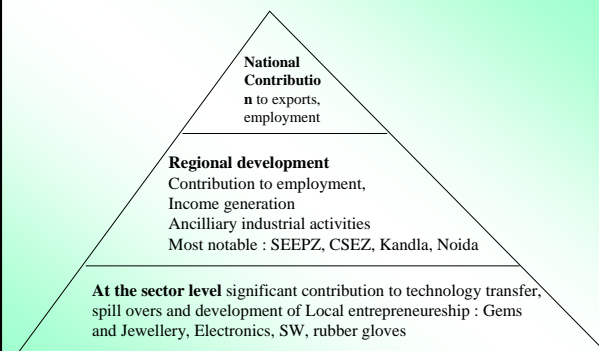 National
Contributio
n to exports,
employment
Regional development
Contribution to employment,
Income generation
Ancilliary industrial activities
Most notable : SEEPZ, CSEZ, Kandla, Noida
At the sector level significant contribution to technology transfer,
spill overs and development of Local entrepreneureship : Gems
and Jewellery, Electronics, SW, rubber gloves